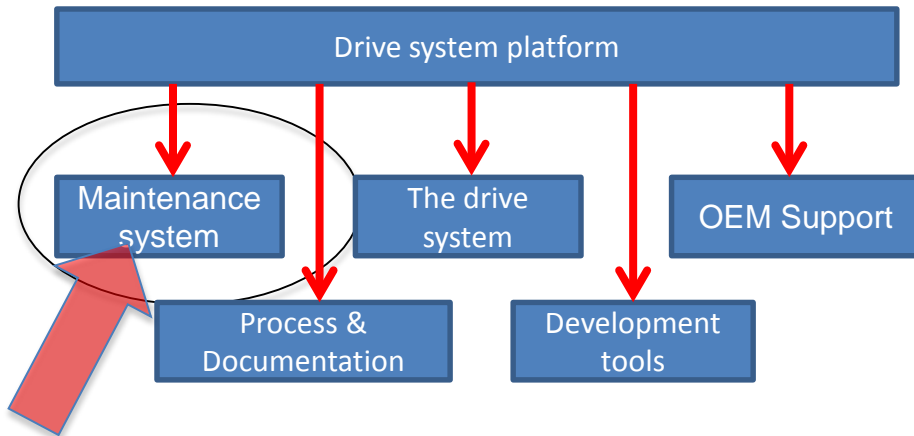 Drive system platform
Maintenance
system
The drive
system
OEM Support
Process &
Documentation
Development
tools